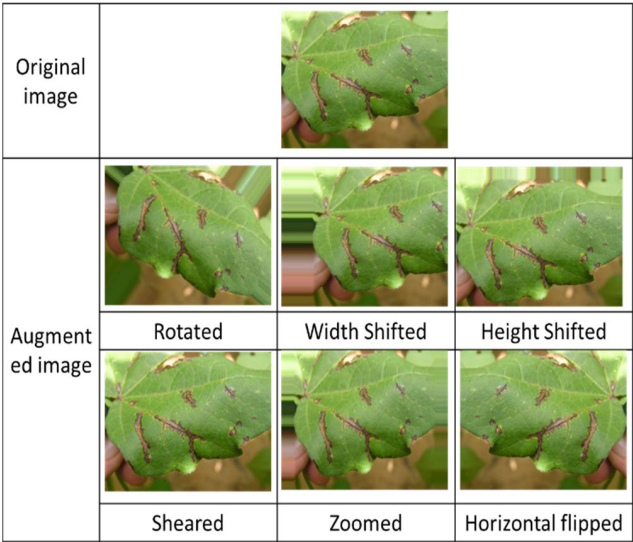 Original
image
Augment
ed image
Rotated
Width Shifted
Height Shifted
Sheared
Zoomed
Horizontal flipped